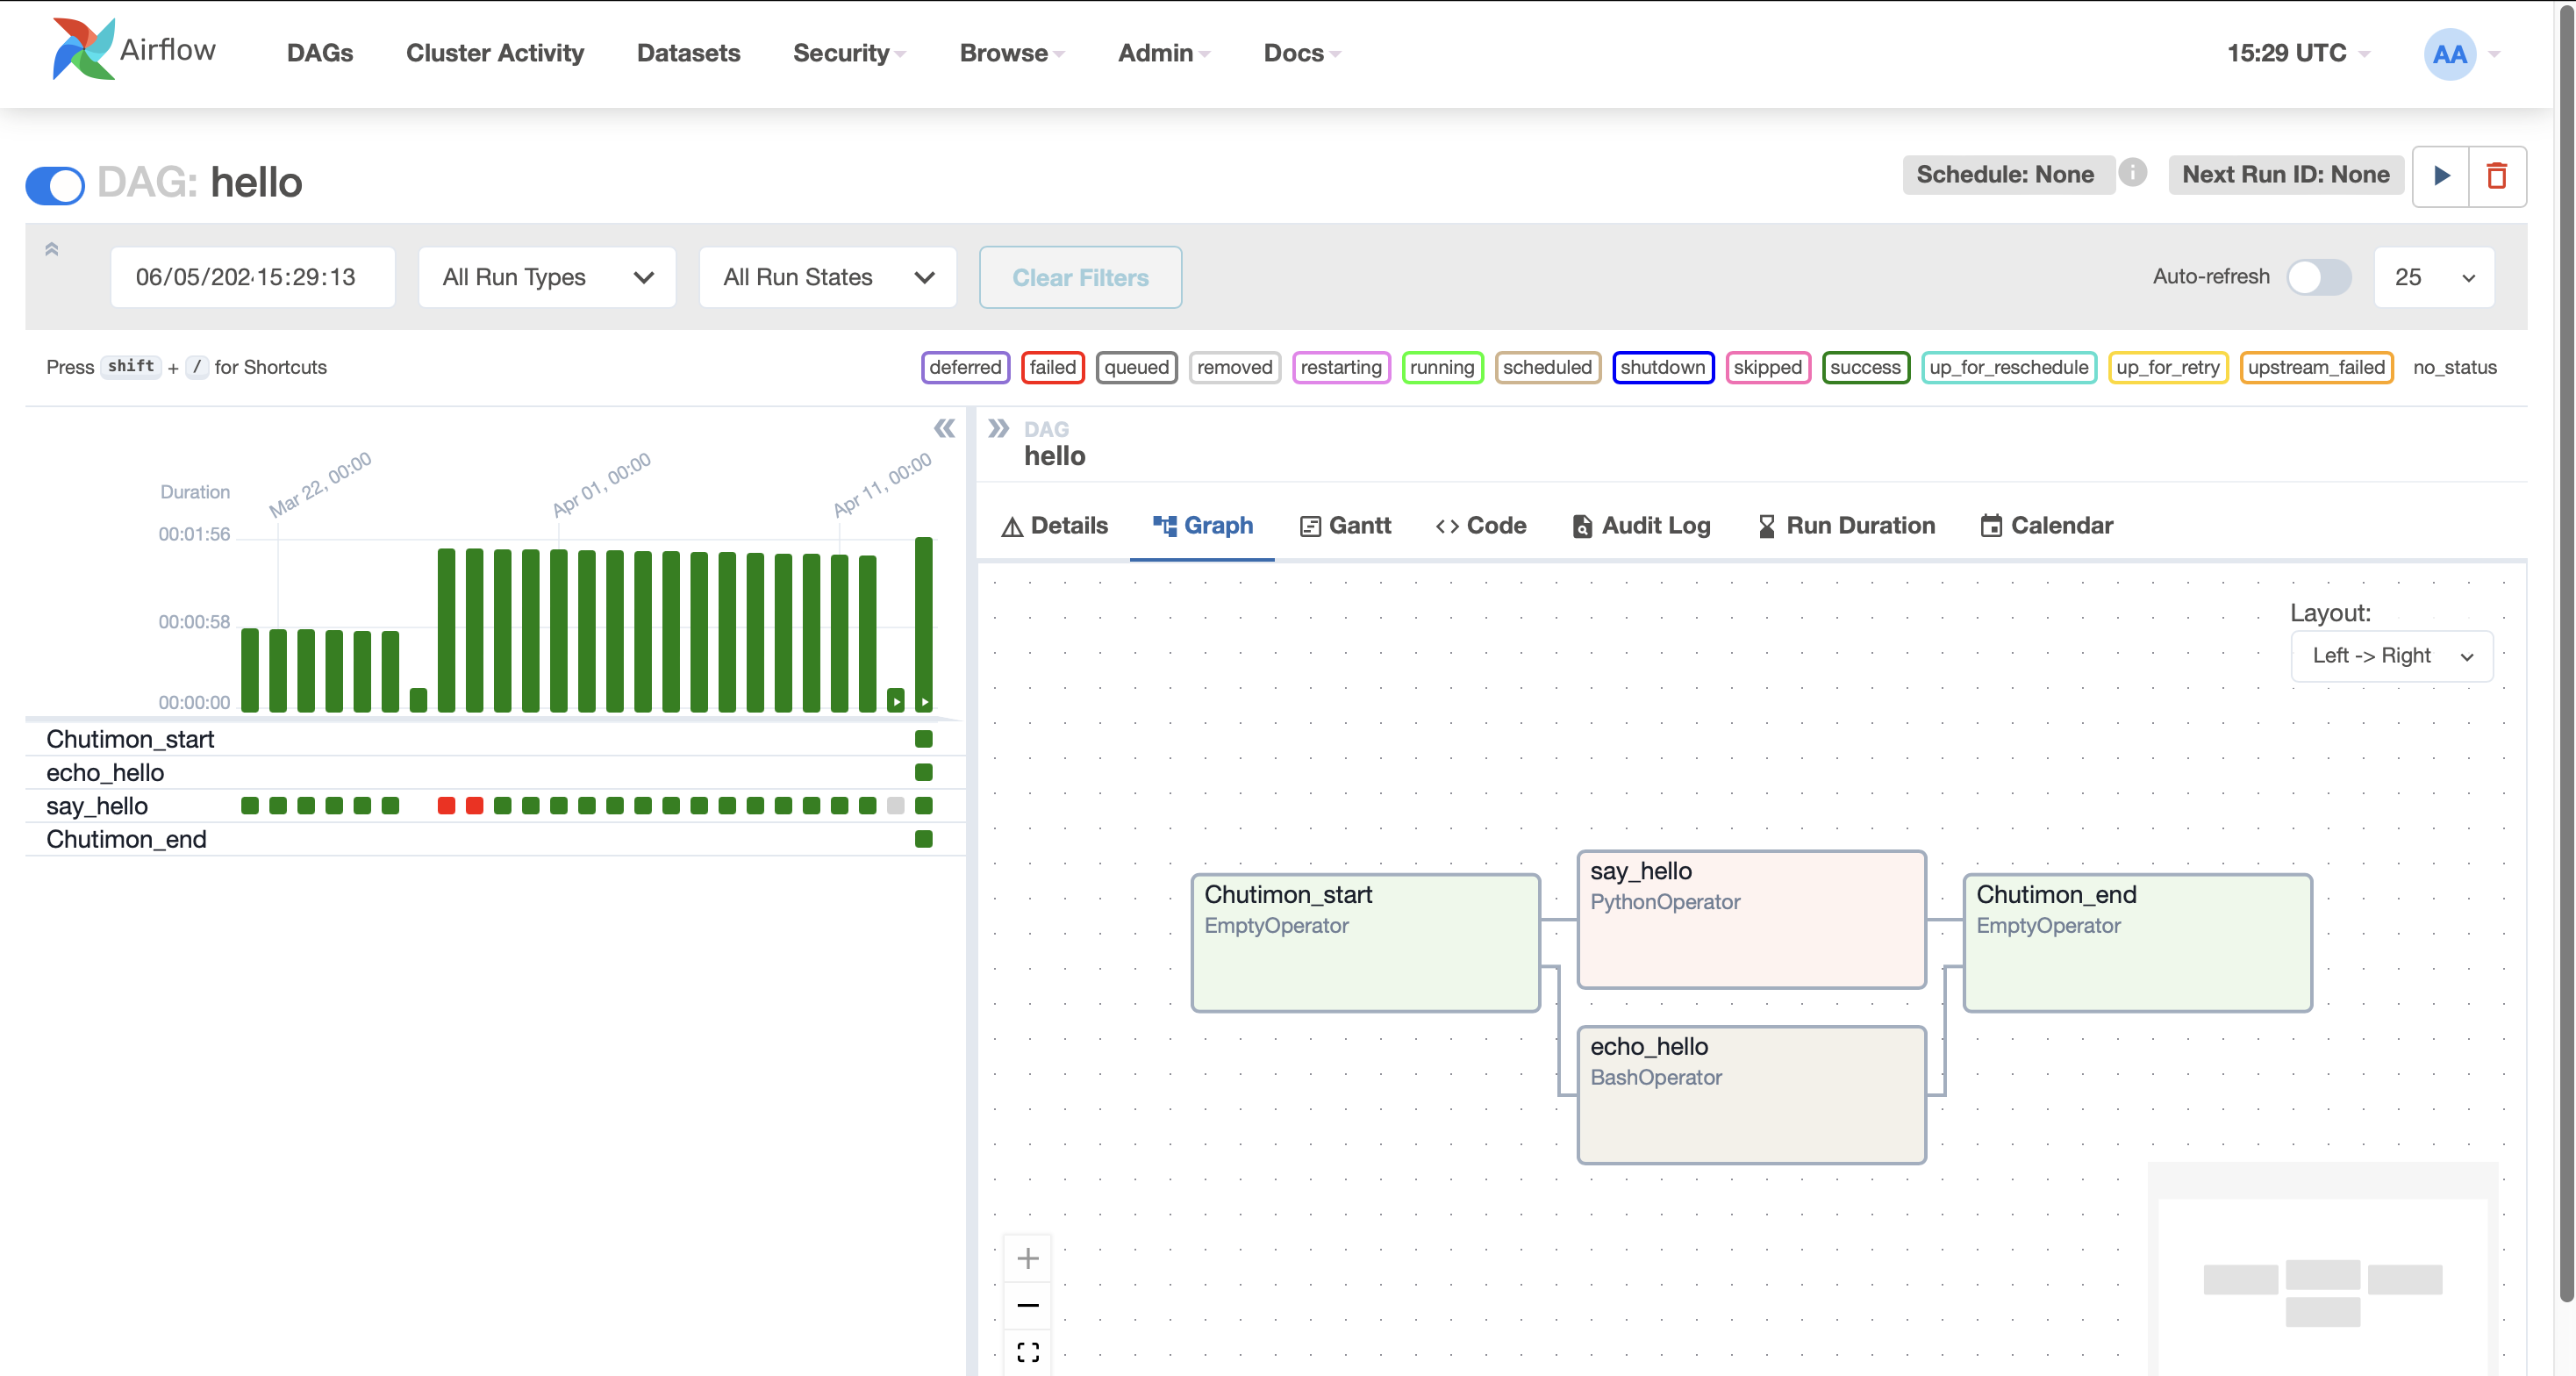 Airflow DAGs Cluster Activity Datasets Security Browse Admin Docs 15:29 UTC AA
DAG: hello Schedule: None i Next Run ID: None
06/05/202 15:29:13 All Run Types All Run States Clear Filters Auto-refresh 25
Press shift + / for Shortcuts deferred failed queued removed restarting running scheduled shutdown skipped success up_for_reschedule up_for_retry upstream_failed no_status
Duration
Mar 22, 00:00 Apr 01, 00:00 Apr 11, 00:00
00:01:56
00:00:58
00:00:00
Chutimon_start
echo_hello
say_hello
Chutimon_end
DAG
hello
Details Graph Gantt Code Audit Log Run Duration Calendar
Layout:
Left -> Right
Chutimon_start
EmptyOperator
say_hello
PythonOperator
echo_hello
BashOperator
Chutimon_end
EmptyOperator